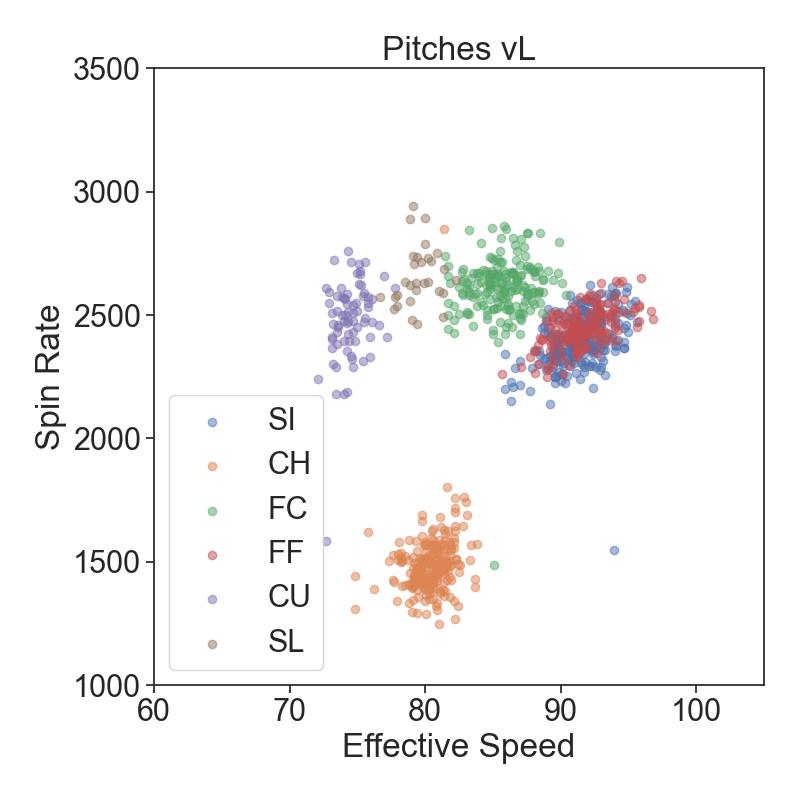 Pitches vL
3500
3000
2500
2000
1500
1000
Spin Rate
SI
CH
FC
FF
CU
SL
60 70 80 90 100
Effective Speed